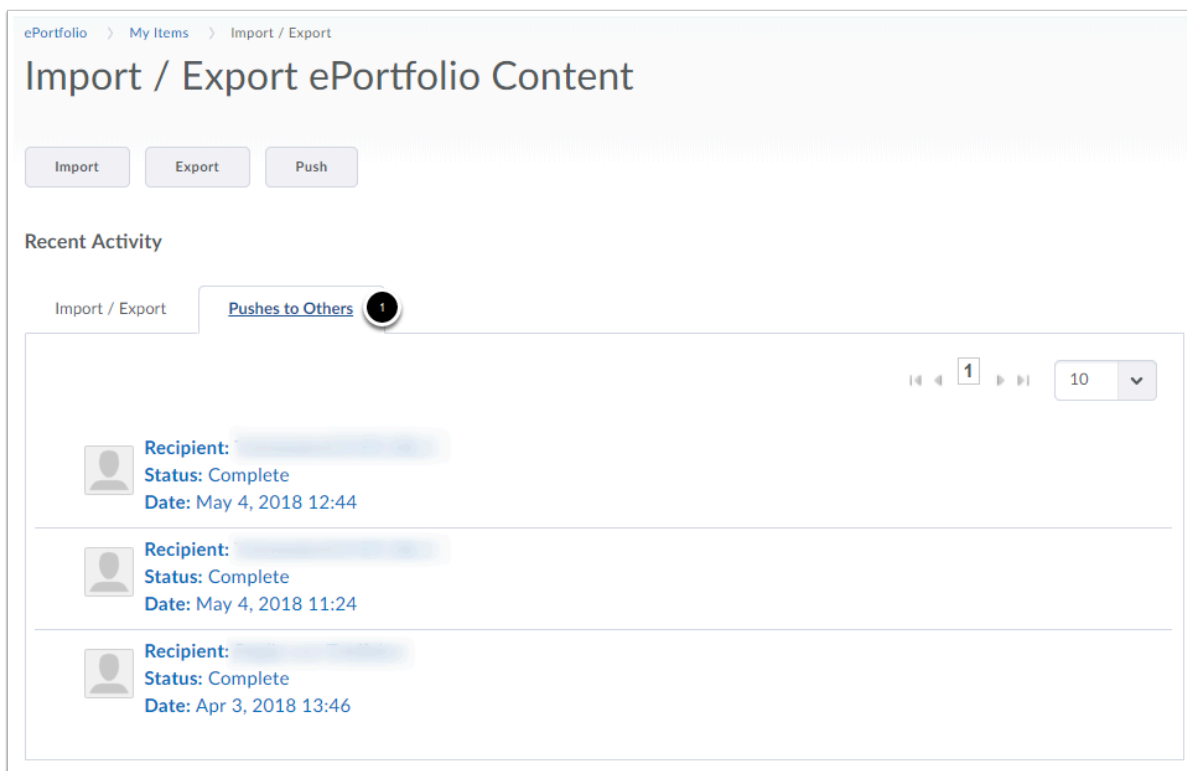 ePortfolio > My Items > Import / Export
Import / Export ePortfolio Content
Import Export Push
Recent Activity
Import / Export Pushes to Others 1
1 10
Recipient:
Status: Complete
Date: May 4, 2018 12:44
Recipient:
Status: Complete
Date: May 4, 2018 11:24
Recipient:
Status: Complete
Date: Apr 3, 2018 13:46